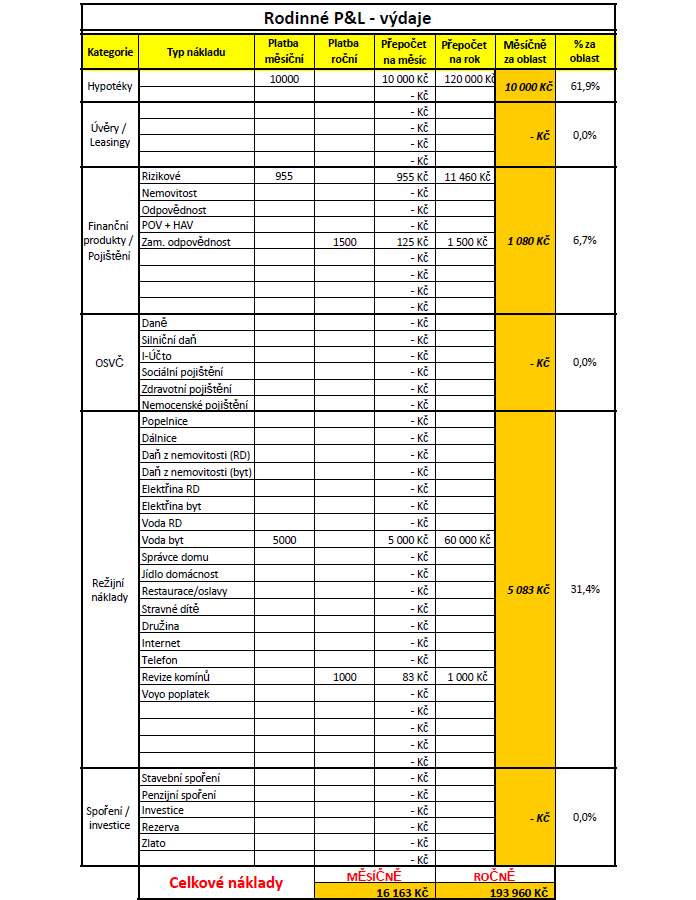 Rodinné P&L - výdaje
Kategorie Typ nákladu Platba měsíční Platba roční Přepočet na měsíc Přepočet na rok Měsíčně za oblast % za oblast
Hypotéky 10000 10 000 Kč 120 000 Kč 10 000 Kč 61,9%
- Kč
Úvěry / Leasingy - Kč - Kč 0,0%
- Kč
- Kč
- Kč
Finanční produkty / Pojištění Rizikové 955 955 Kč 11 460 Kč 1 080 Kč 6,7%
Nemovitost - Kč
Odpovědnost - Kč
POV + HAV - Kč
Zam. odpovědnost 1500 125 Kč 1 500 Kč
- Kč
- Kč
- Kč
- Kč
OSVČ Daně - Kč - Kč 0,0%
Silniční daň - Kč
I-Účto - Kč
Sociální pojištění - Kč
Zdravotní pojištění - Kč
Nemocenské pojištění - Kč
Režijní náklady Popelnice - Kč 5 083 Kč 31,4%
Dálnice - Kč
Daň z nemovitosti (RD) - Kč
Daň z nemovitosti (byt) - Kč
Elektřina RD - Kč
Elektřina byt - Kč
Voda RD - Kč
Voda byt 5000 5 000 Kč 60 000 Kč
Správce domu - Kč
Jídlo domácnost - Kč
Restaurace/oslavy - Kč
Stravné dítě - Kč
Družina - Kč
Internet - Kč
Telefon - Kč
Revize komínů 1000 83 Kč 1 000 Kč
Voyo poplatek - Kč
- Kč
- Kč
- Kč
- Kč
Spoření / investice Stavební spoření - Kč - Kč 0,0%
Penzijní spoření - Kč
Investice - Kč
Rezerva - Kč
Zlato - Kč
- Kč
Celkové náklady MĚSÍČNĚ ROČNĚ
16 163 Kč 193 960 Kč